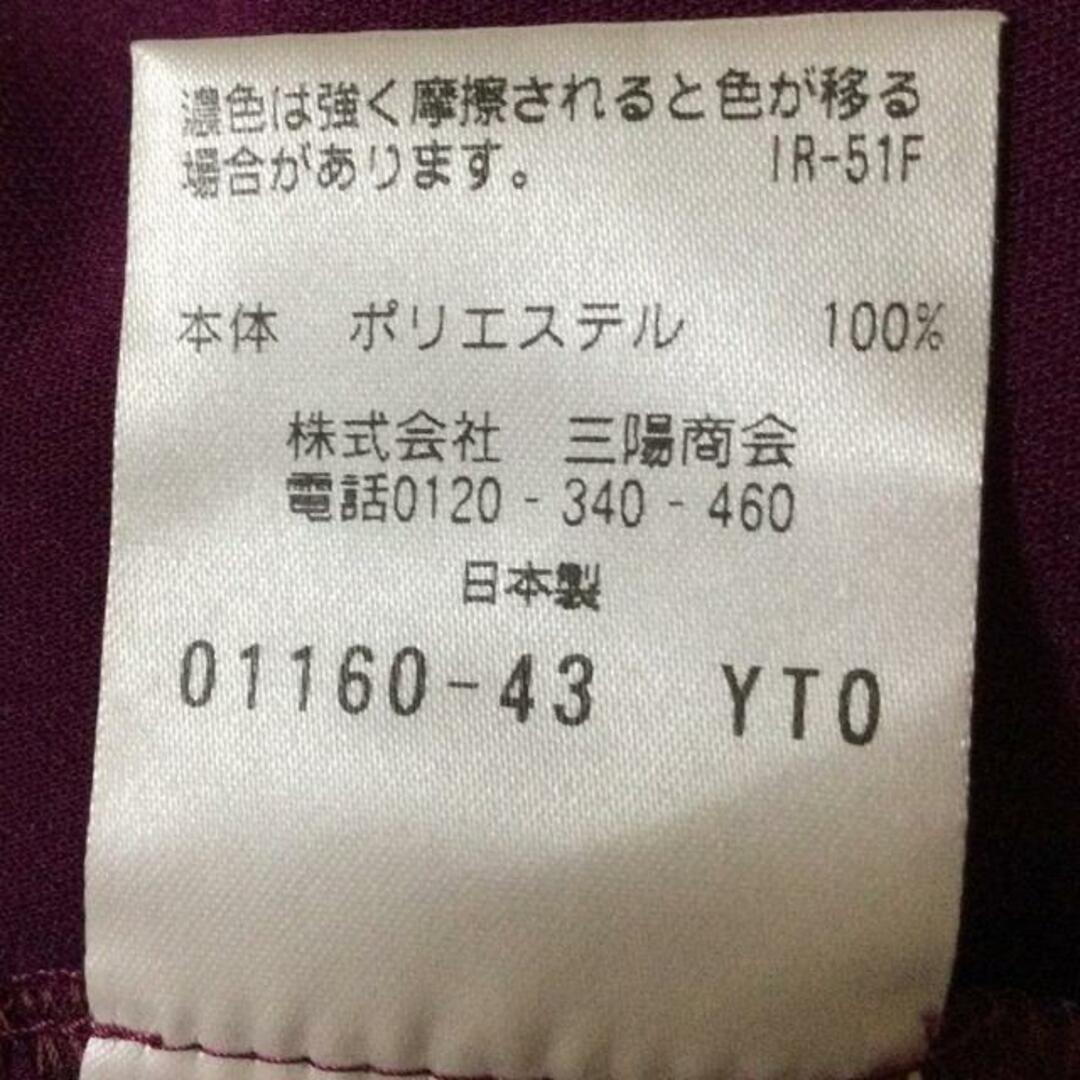 濃色は強く摩擦されると色が移る
場合があります。 IR-51F
本体 ポリエステル 100%
株式会社 三陽商会
電話0120-340-460
日本製
01160-43 YTO